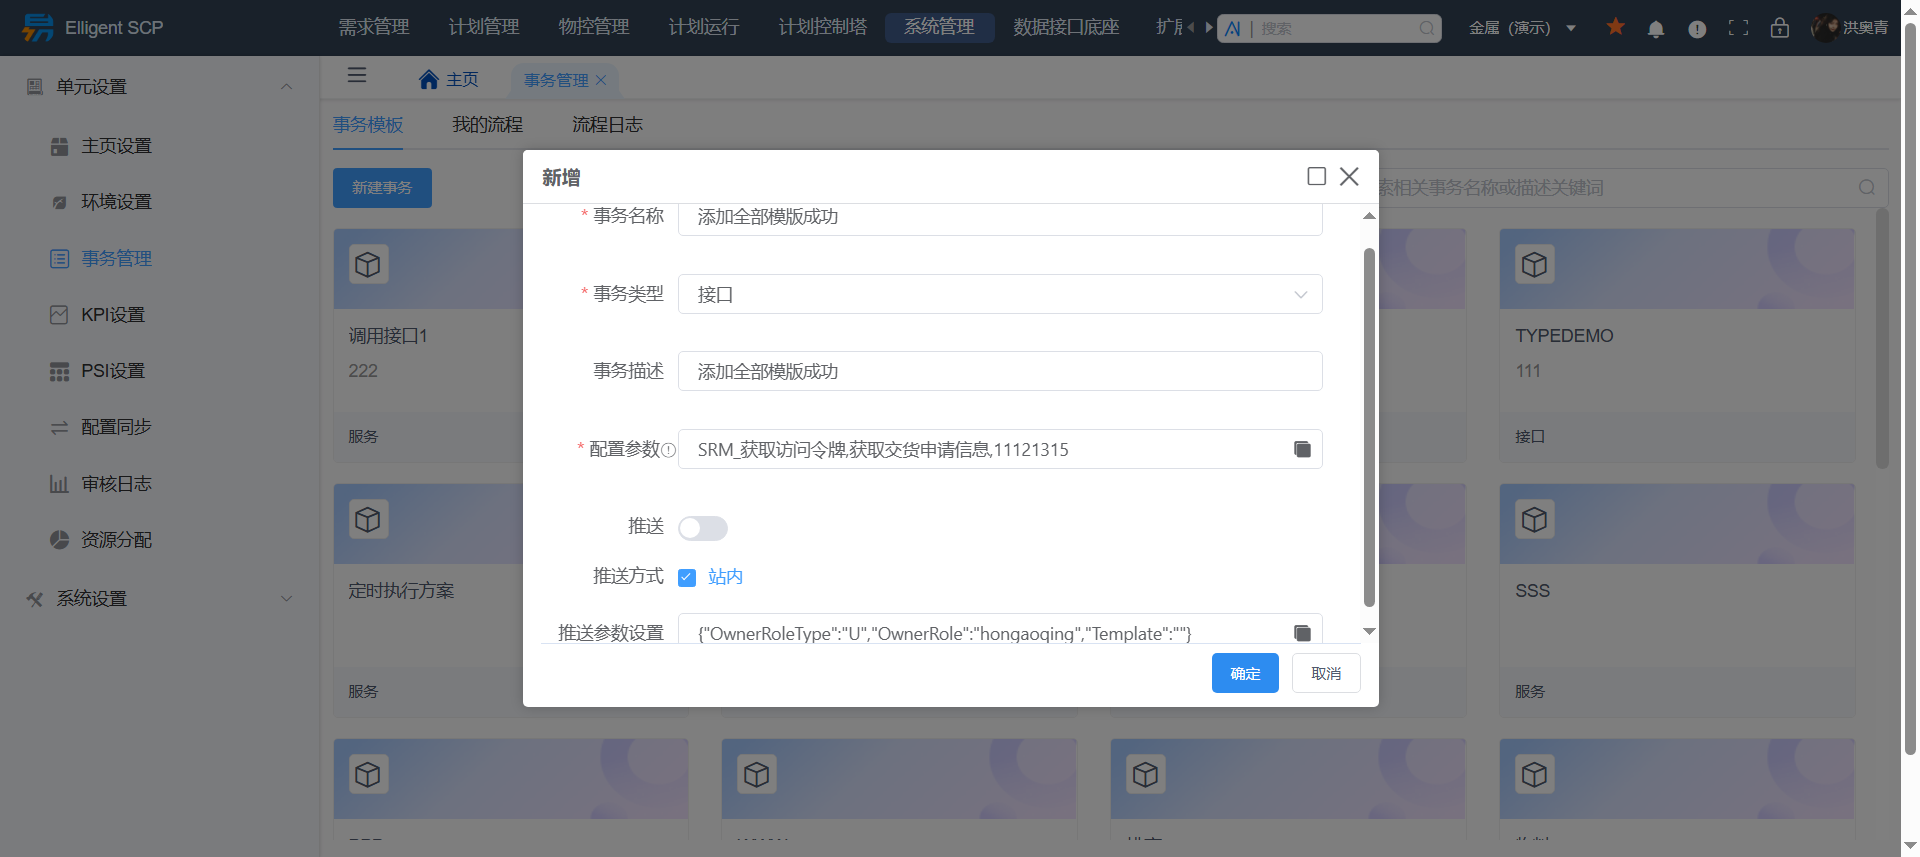 Elligent SCP
需求管理 计划管理 物控管理 计划运行 计划控制塔 系统管理 数据接口底座 扩
AI | 搜索 金属（演示） 洪奥青
单元设置
主页设置
环境设置
事务管理
KPI设置
PSI设置
配置同步
审核日志
资源分配
系统设置
主页 事务管理
事务模板 我的流程 流程日志
新建事务
索相关事务名称或描述关键词
调用接口1
222
服务
定时执行方案
服务
TYPEDEMO
111
接口
SSS
服务
新增
* 事务名称 添加全部模版成功
* 事务类型 接口
事务描述 添加全部模版成功
* 配置参数 SRM_获取访问令牌,获取交货申请信息,11121315
推送
推送方式 站内
推送参数设置 {"OwnerRoleType":"U","OwnerRole":"hongaoqing","Template":""}
确定 取消